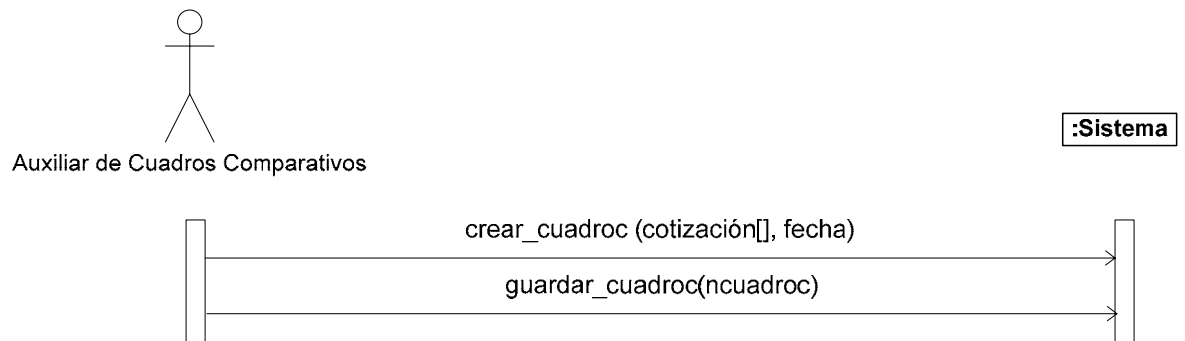 :Sistema
Auxiliar de Cuadros Comparativos
crear_cuadroc (cotización[], fecha)
guardar_cuadroc(ncuadroc)